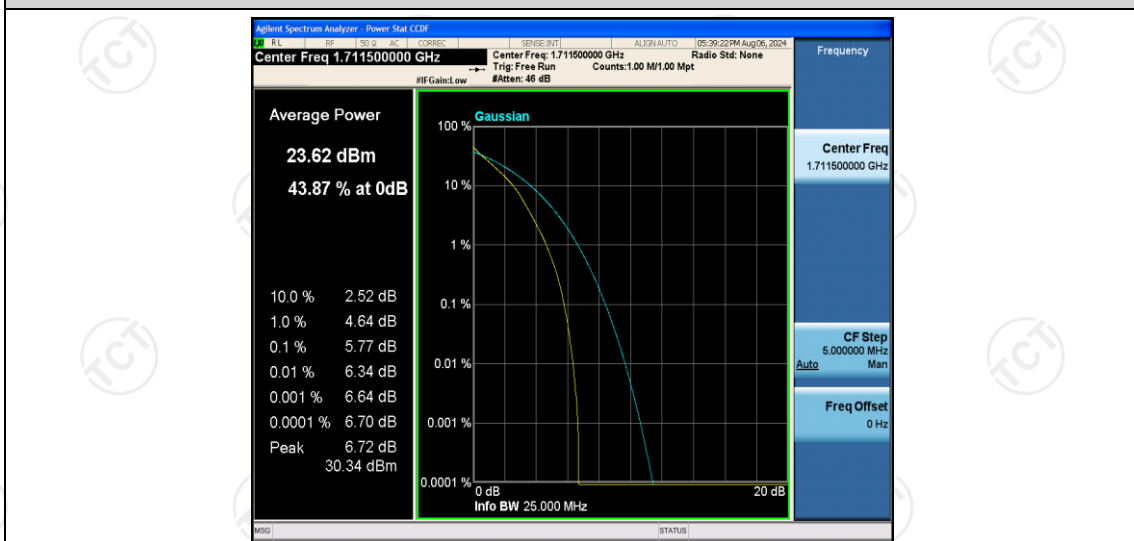 Agilent Spectrum Analyzer - Power Stat CCDF
RL RF 50 Ω AC CORREC SENSE:INT ALIGN AUTO 05:39:22 PM Aug 06, 2024
Center Freq 1.711500000 GHz
Center Freq: 1.711500000 GHz Radio Std: None
Trig: Free Run Counts:1.00 M/1.00 Mpt
#IFGain:Low #Atten: 46 dB
Frequency
Average Power
23.62 dBm
43.87 % at 0dB
10.0 % 2.52 dB
1.0 % 4.64 dB
0.1 % 5.77 dB
0.01 % 6.34 dB
0.001 % 6.64 dB
0.0001 % 6.70 dB
Peak 6.72 dB
30.34 dBm
Gaussian
100 %
10 %
1 %
0.1 %
0.01 %
0.001 %
0.0001 %
0 dB 20 dB
Info BW 25.000 MHz
Center Freq
1.711500000 GHz
CF Step
5.000000 MHz
Auto Man
Freq Offset
0 Hz
MSG STATUS
TCT
TCT
TCT
TCT